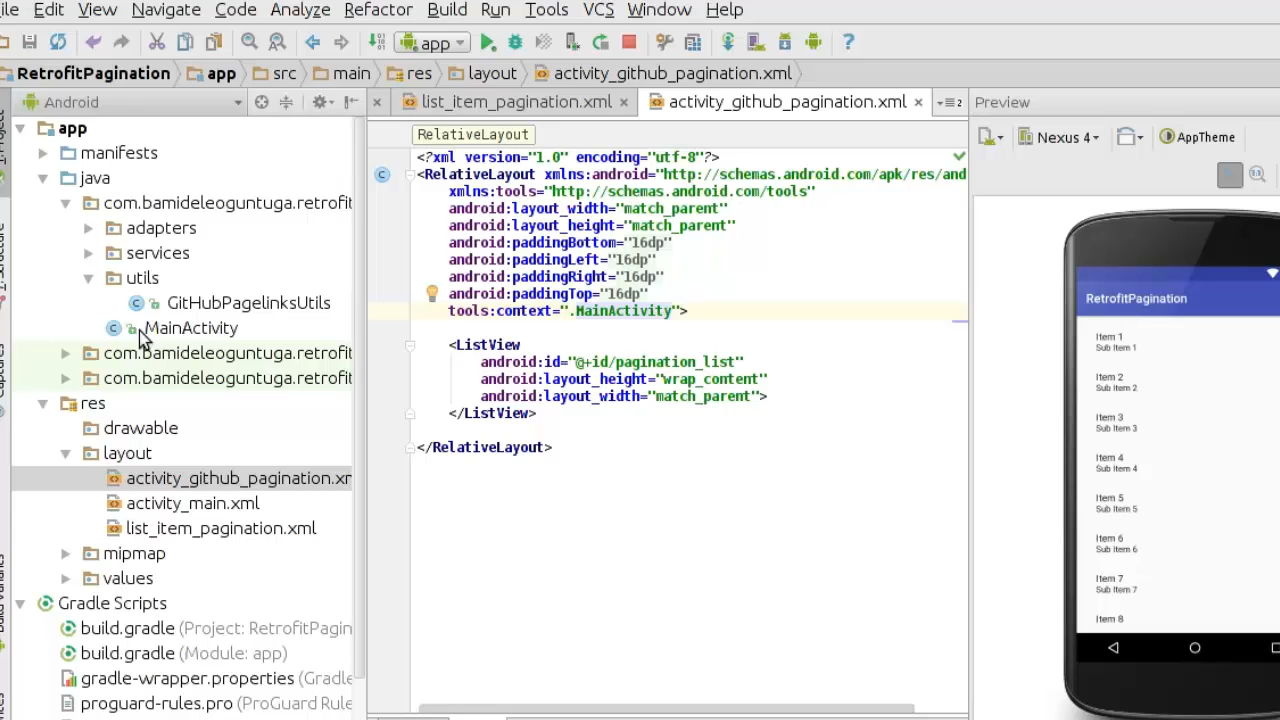 ile Edit View Navigate Code Analyze Refactor Build Run Tools VCS Window Help
app
RetrofitPagination app src main res layout activity_github_pagination.xml
Android
list_item_pagination.xml activity_github_pagination.xml 2 Preview
app
manifests
java
com.bamideleoguntuga.retrofit
adapters
services
utils
GitHubPagelinksUtils
MainActivity
com.bamideleoguntuga.retrofit
com.bamideleoguntuga.retrofit
res
drawable
layout
activity_github_pagination.xm
activity_main.xml
list_item_pagination.xml
mipmap
values
Gradle Scripts
build.gradle (Project: RetrofitPagin
build.gradle (Module: app)
gradle-wrapper.properties (Gradle
proguard-rules.pro (ProGuard Rule
RelativeLayout
<?xml version="1.0" encoding="utf-8"?>
<RelativeLayout xmlns:android="http://schemas.android.com/apk/res/and
xmlns:tools="http://schemas.android.com/tools"
android:layout_width="match_parent"
android:layout_height="match_parent"
android:paddingBottom="16dp"
android:paddingLeft="16dp"
android:paddingRight="16dp"
android:paddingTop="16dp"
tools:context=".MainActivity">
<ListView
android:id="@+id/pagination_list"
android:layout_height="wrap_content"
android:layout_width="match_parent">
</ListView>
</RelativeLayout>
Nexus 4 AppTheme
RetrofitPagination
Item 1
Sub Item 1
Item 2
Sub Item 2
Item 3
Sub Item 3
Item 4
Sub Item 4
Item 5
Sub Item 5
Item 6
Sub Item 6
Item 7
Sub Item 7
Item 8